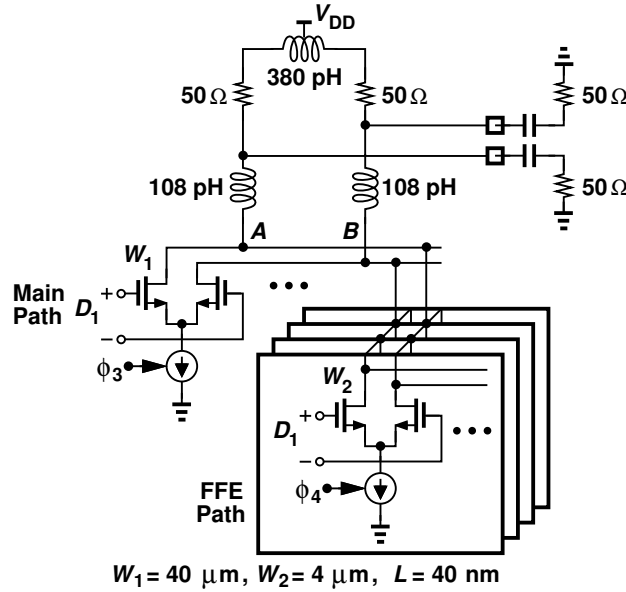 V_DD
380 pH
50 Ω
50 Ω
50 Ω
108 pH
108 pH
50 Ω
A
B
W_1
Main
Path
D_1
+
−
ϕ_3
W_2
D_1
+
−
ϕ_4
FFE
Path
W_1 = 40 μm, W_2 = 4 μm, L = 40 nm